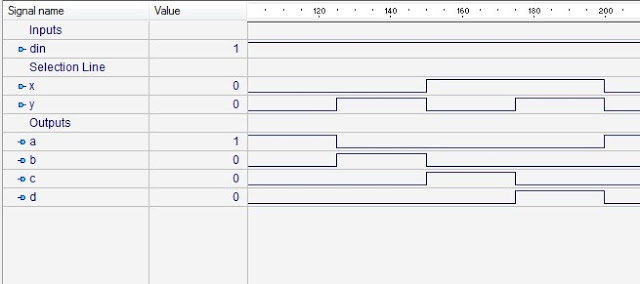 Signal name Value 120 140 160 180 200
Inputs
din 1
Selection Line
x 0
y 0
Outputs
a 1
b 0
c 0
d 0